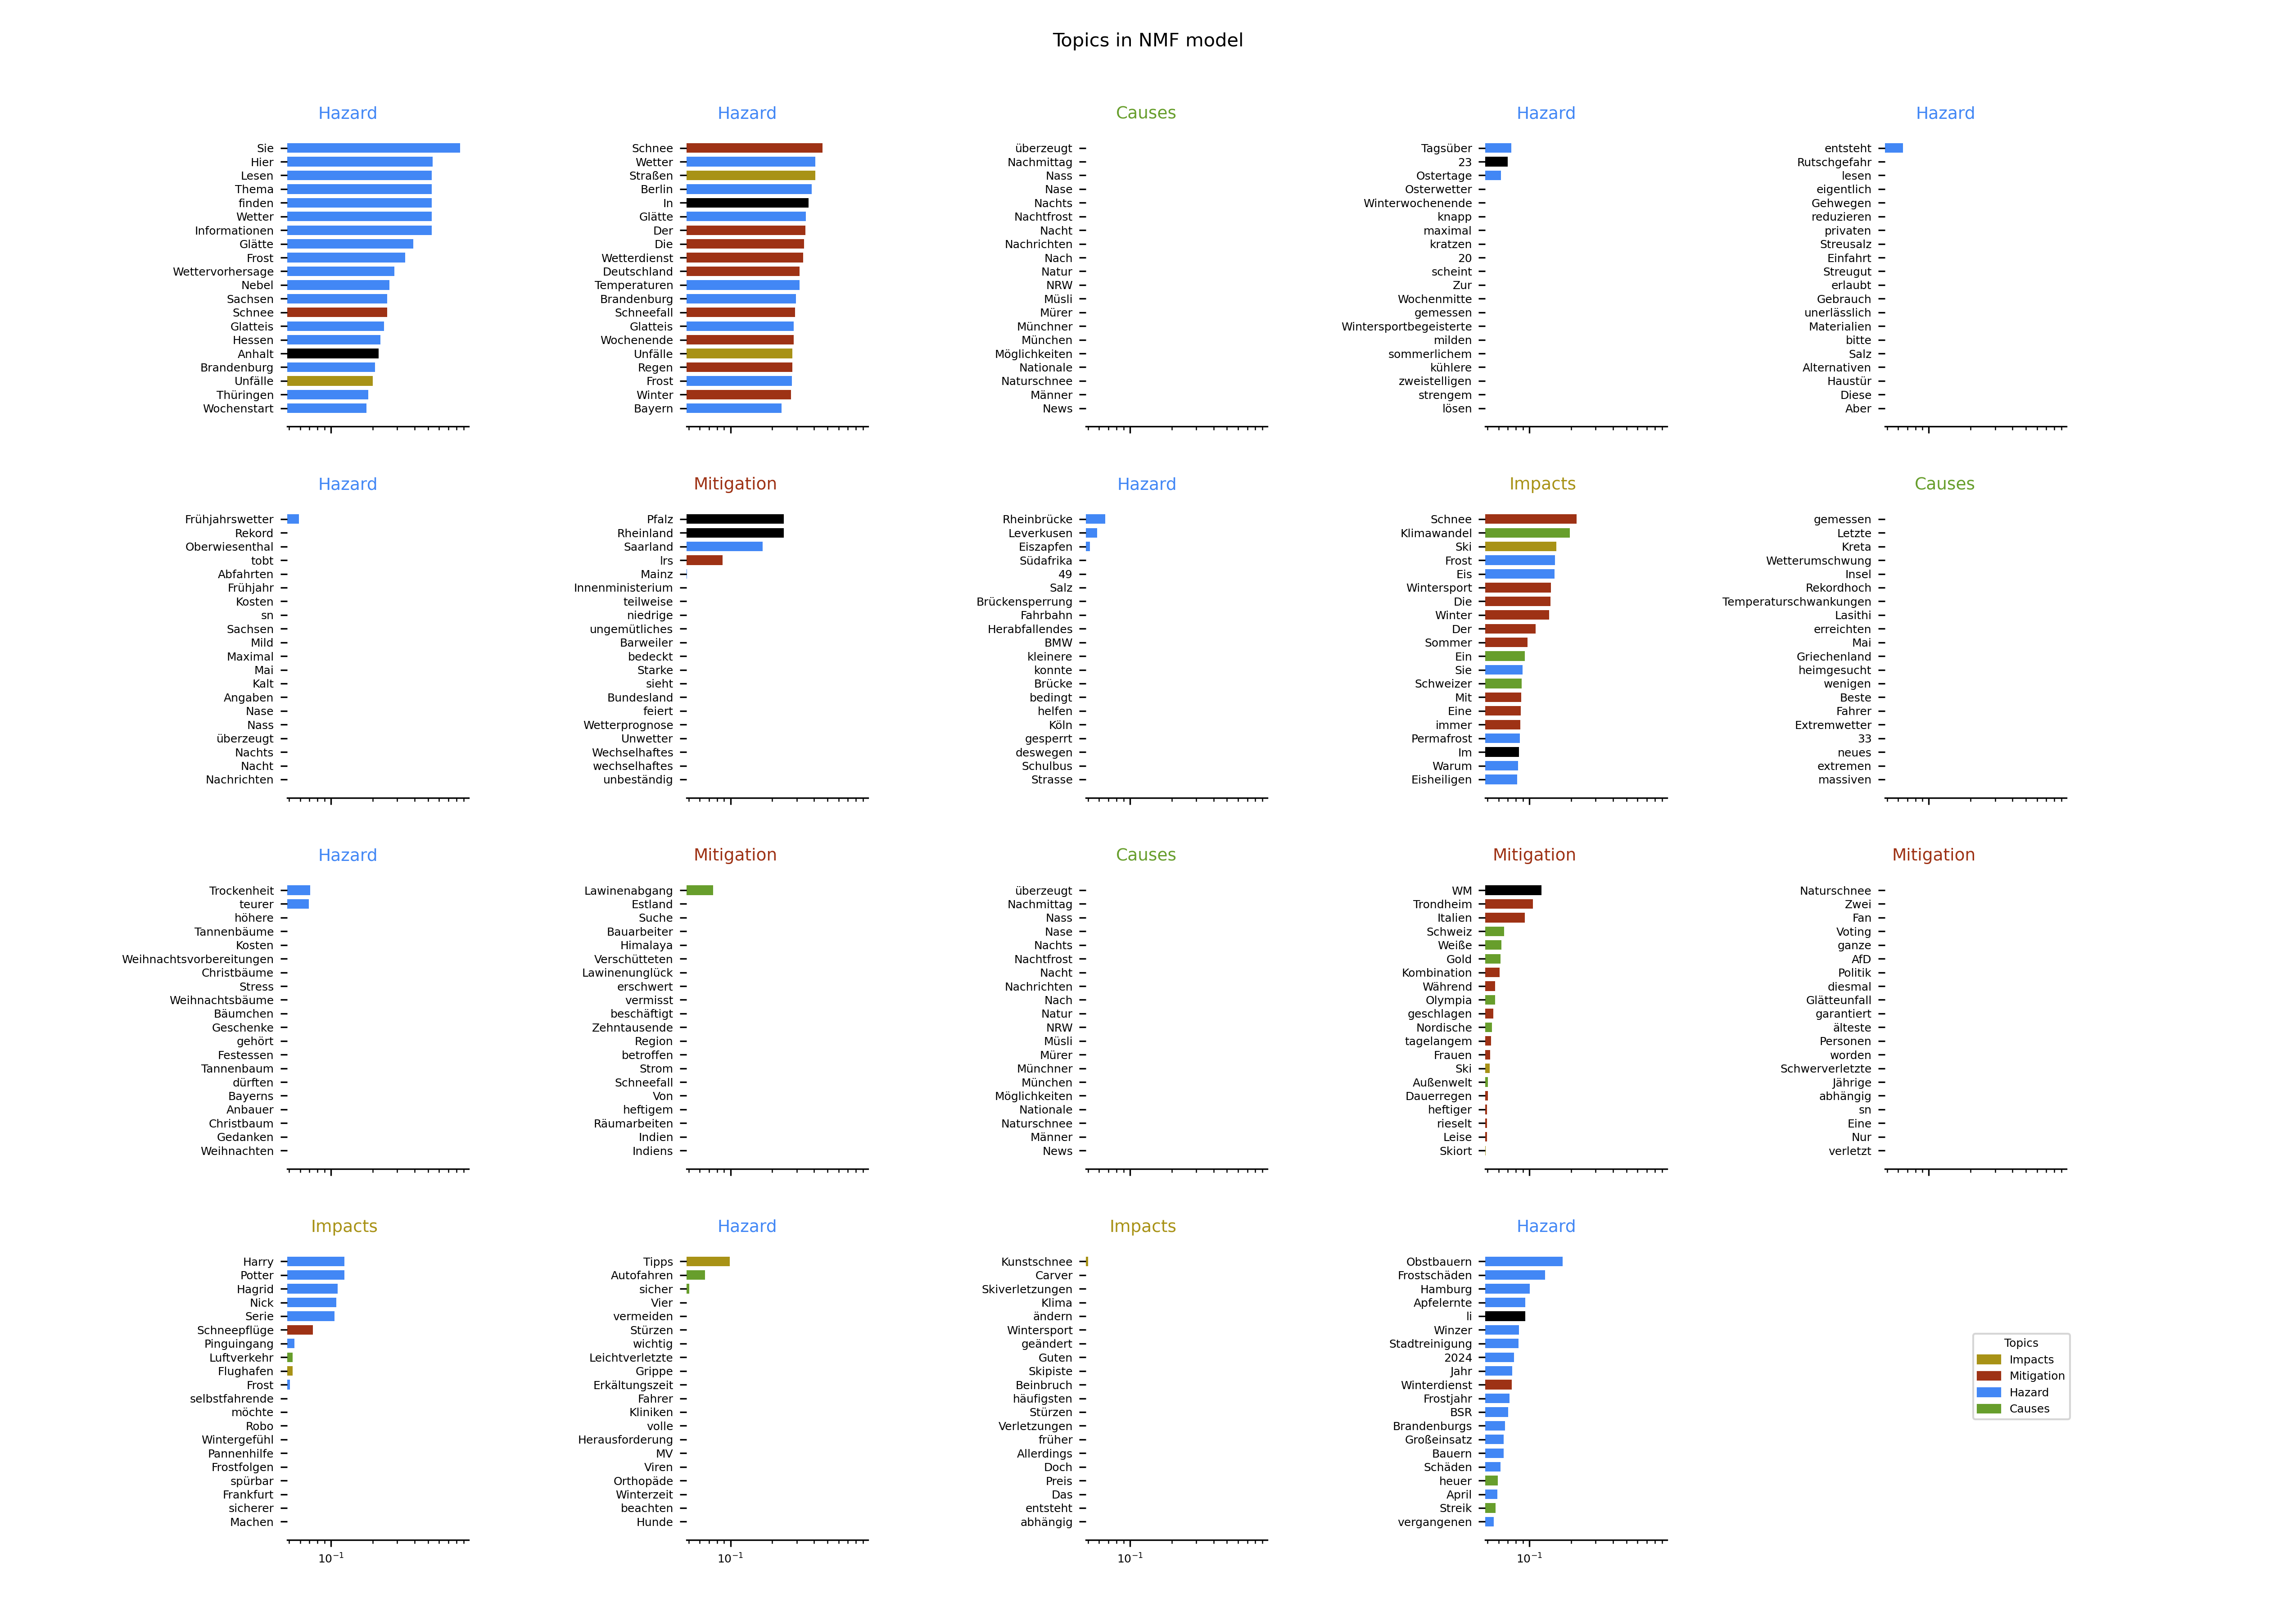 Topics in NMF model
Hazard
Sie
Hier
Lesen
Thema
finden
Wetter
Informationen
Glätte
Frost
Wettervorhersage
Nebel
Sachsen
Schnee
Glatteis
Hessen
Anhalt
Brandenburg
Unfälle
Thüringen
Wochenstart
Hazard
Schnee
Wetter
Straßen
Berlin
In
Glätte
Der
Die
Wetterdienst
Deutschland
Temperaturen
Brandenburg
Schneefall
Glatteis
Wochenende
Unfälle
Regen
Frost
Winter
Bayern
Causes
überzeugt
Nachmittag
Nass
Nase
Nachts
Nachtfrost
Nacht
Nachrichten
Nach
Natur
NRW
Müsli
Mürer
Münchner
München
Möglichkeiten
Nationale
Naturschnee
Männer
News
Hazard
Tagsüber
23
Ostertage
Osterwetter
Winterwochenende
knapp
maximal
kratzen
20
scheint
Zur
Wochenmitte
gemessen
Wintersportbegeisterte
milden
sommerlichem
kühlere
zweistelligen
strengem
lösen
Hazard
entsteht
Rutschgefahr
lesen
eigentlich
Gehwegen
reduzieren
privaten
Streusalz
Einfahrt
Streugut
erlaubt
Gebrauch
unerlässlich
Materialien
bitte
Salz
Alternativen
Haustür
Diese
Aber
Hazard
Frühjahrswetter
Rekord
Oberwiesenthal
tobt
Abfahrten
Frühjahr
Kosten
sn
Sachsen
Mild
Maximal
Mai
Kalt
Angaben
Nase
Nass
überzeugt
Nachts
Nacht
Nachrichten
Mitigation
Pfalz
Rheinland
Saarland
lrs
Mainz
Innenministerium
teilweise
niedrige
ungemütliches
Barweiler
bedeckt
Starke
sieht
Bundesland
feiert
Wetterprognose
Unwetter
Wechselhaftes
wechselhaftes
unbeständig
Hazard
Rheinbrücke
Leverkusen
Eiszapfen
Südafrika
49
Salz
Brückensperrung
Fahrbahn
Herabfallendes
BMW
kleinere
konnte
Brücke
bedingt
helfen
Köln
gesperrt
deswegen
Schulbus
Strasse
Impacts
Schnee
Klimawandel
Ski
Frost
Eis
Wintersport
Die
Winter
Der
Sommer
Ein
Sie
Schweizer
Mit
Eine
immer
Permafrost
Im
Warum
Eisheiligen
Causes
gemessen
Letzte
Kreta
Wetterumschwung
Insel
Rekordhoch
Temperaturschwankungen
Lasithi
erreichten
Mai
Griechenland
heimgesucht
wenigen
Beste
Fahrer
Extremwetter
33
neues
extremen
massiven
Hazard
Trockenheit
teurer
höhere
Tannenbäume
Kosten
Weihnachtsvorbereitungen
Christbäume
Stress
Weihnachtsbäume
Bäumchen
Geschenke
gehört
Festessen
Tannenbaum
dürften
Bayerns
Anbauer
Christbaum
Gedanken
Weihnachten
Mitigation
Lawinenabgang
Estland
Suche
Bauarbeiter
Himalaya
Verschütteten
Lawinenunglück
erschwert
vermisst
beschäftigt
Zehntausende
Region
betroffen
Strom
Schneefall
Von
heftigem
Räumarbeiten
Indien
Indiens
Causes
überzeugt
Nachmittag
Nass
Nase
Nachts
Nachtfrost
Nacht
Nachrichten
Nach
Natur
NRW
Müsli
Mürer
Münchner
München
Möglichkeiten
Nationale
Naturschnee
Männer
News
Mitigation
WM
Trondheim
Italien
Schweiz
Weiße
Gold
Kombination
Während
Olympia
geschlagen
Nordische
tagelangem
Frauen
Ski
Außenwelt
Dauerregen
heftiger
rieselt
Leise
Skiort
Mitigation
Naturschnee
Zwei
Fan
Voting
ganze
AfD
Politik
diesmal
Glätteunfall
garantiert
älteste
Personen
worden
Schwerverletzte
Jährige
abhängig
sn
Eine
Nur
verletzt
Impacts
Harry
Potter
Hagrid
Nick
Serie
Schneepflüge
Pinguingang
Luftverkehr
Flughafen
Frost
selbstfahrende
möchte
Robo
Wintergefühl
Pannenhilfe
Frostfolgen
spürbar
Frankfurt
sicherer
Machen
10⁻¹
Hazard
Tipps
Autofahren
sicher
Vier
vermeiden
Stürzen
wichtig
Leichtverletzte
Grippe
Erkältungszeit
Fahrer
Kliniken
volle
Herausforderung
MV
Viren
Orthopäde
Winterzeit
beachten
Hunde
10⁻¹
Impacts
Kunstschnee
Carver
Skiverletzungen
Klima
ändern
Wintersport
geändert
Guten
Skipiste
Beinbruch
häufigsten
Stürzen
Verletzungen
früher
Allerdings
Doch
Preis
Das
entsteht
abhängig
10⁻¹
Hazard
Obstbauern
Frostschäden
Hamburg
Apfelernte
li
Winzer
Stadtreinigung
2024
Jahr
Winterdienst
Frostjahr
BSR
Brandenburgs
Großeinsatz
Bauern
Schäden
heuer
April
Streik
vergangenen
10⁻¹
Topics
Impacts
Mitigation
Hazard
Causes